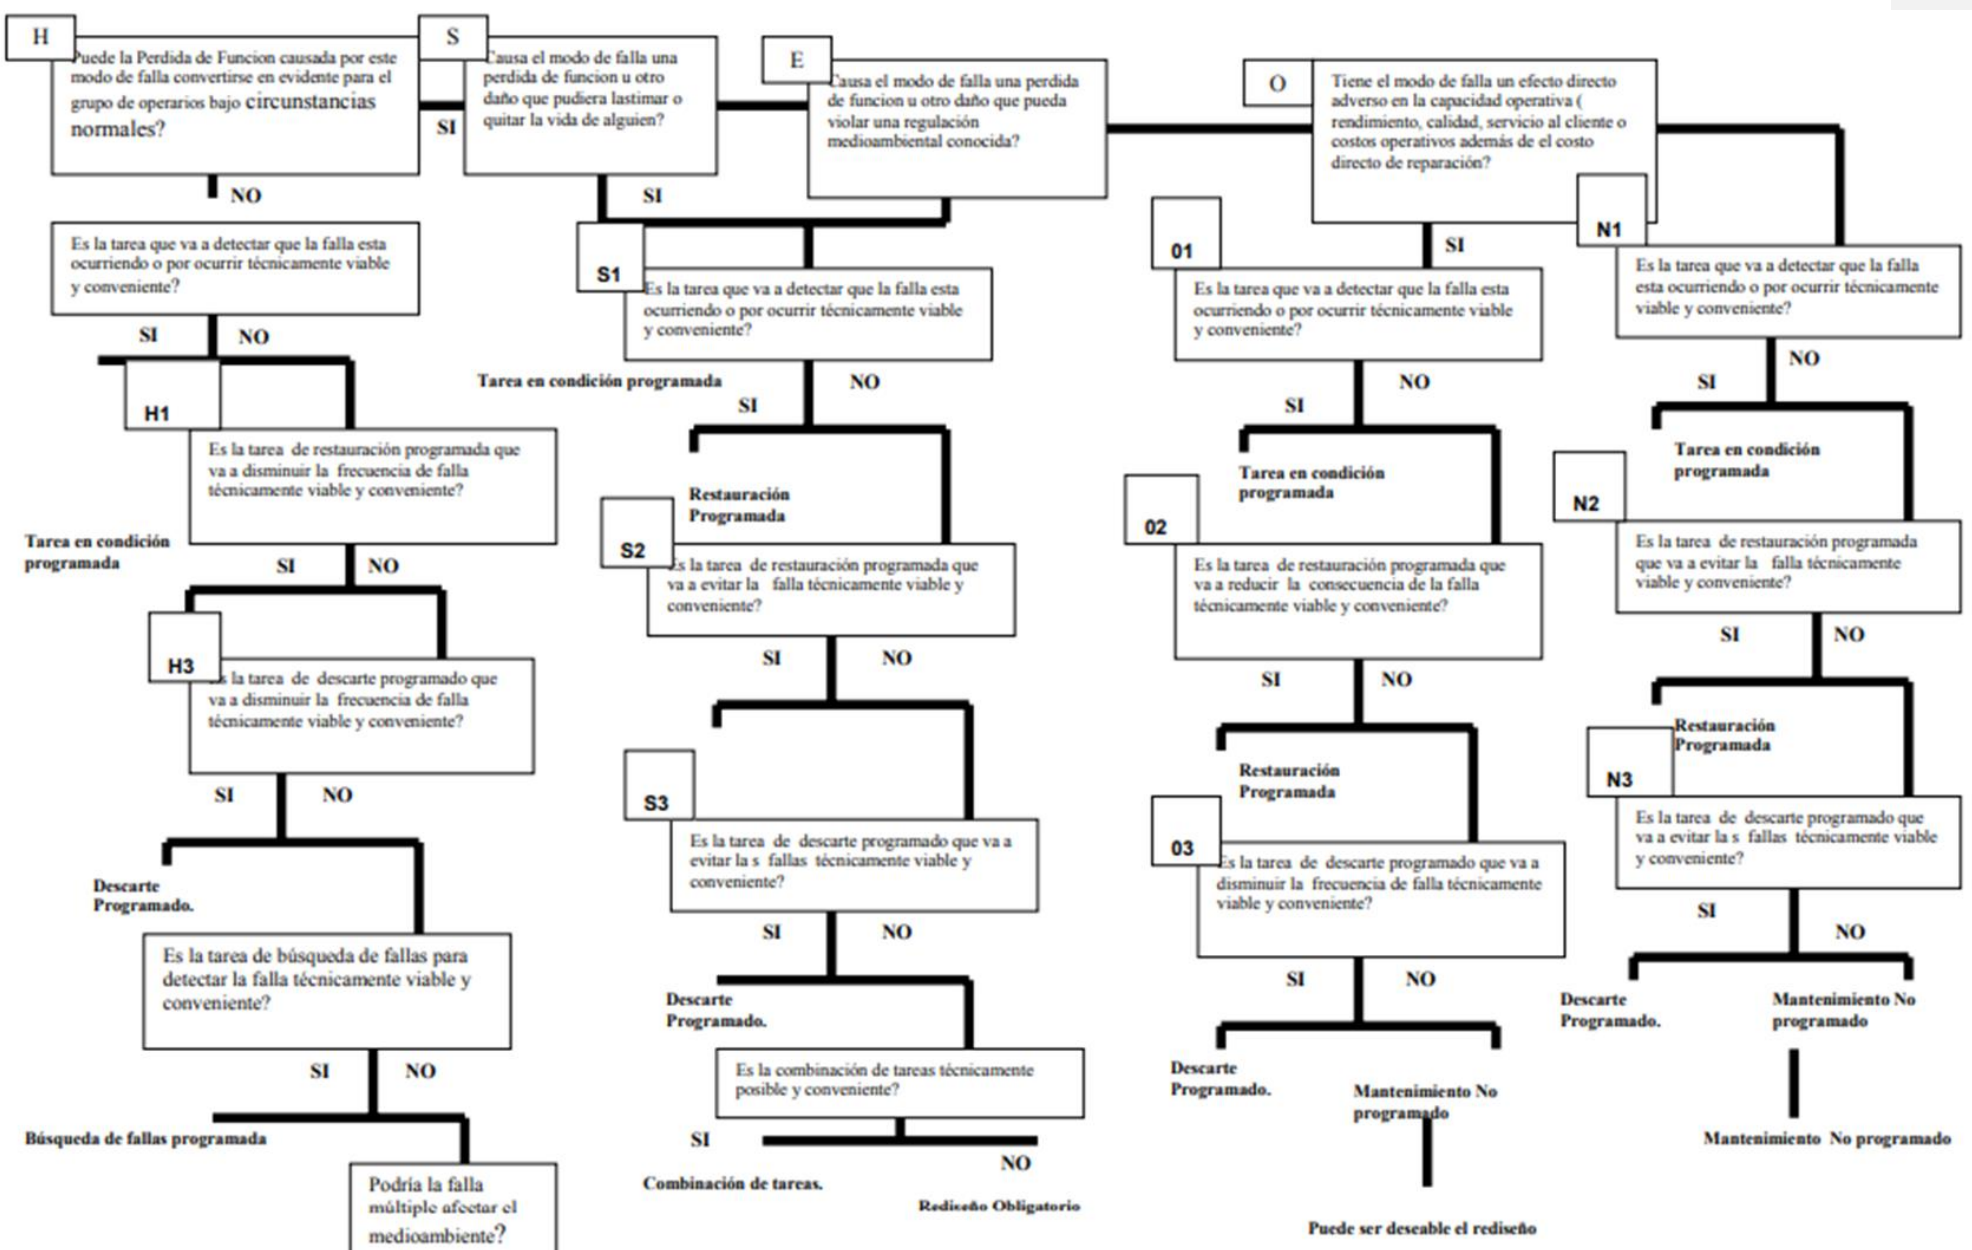 H
Puede la Perdida de Funcion causada por este
modo de falla convertirse en evidente para el
grupo de operarios bajo circunstancias
normales?
SI
NO
Es la tarea que va a detectar que la falla esta
ocurriendo o por ocurrir técnicamente viable
y conveniente?
SI
NO
H1
Es la tarea de restauración programada que
va a disminuir la frecuencia de falla
técnicamente viable y conveniente?
Tarea en condición
programada
SI
NO
H3
Es la tarea de descarte programado que
va a disminuir la frecuencia de falla
técnicamente viable y conveniente?
SI
NO
Descarte
Programado.
Es la tarea de búsqueda de fallas para
detectar la falla técnicamente viable y
conveniente?
SI
NO
Búsqueda de fallas programada
Podría la falla
múltiple afectar el
medioambiente?
S
Causa el modo de falla una
perdida de funcion u otro
daño que pudiera lastimar o
quitar la vida de alguien?
SI
E
Causa el modo de falla una perdida
de funcion u otro daño que pueda
violar una regulación
medioambiental conocida?
S1
Es la tarea que va a detectar que la falla esta
ocurriendo o por ocurrir técnicamente viable
y conveniente?
Tarea en condición programada
SI
NO
Restauración
Programada
S2
Es la tarea de restauración programada que
va a evitar la falla técnicamente viable y
conveniente?
SI
NO
S3
Es la tarea de descarte programado que va a
evitar la s fallas técnicamente viable y
conveniente?
SI
NO
Descarte
Programado.
Es la combinación de tareas técnicamente
posible y conveniente?
SI
NO
Combinación de tareas.
Rediseño Obligatorio
O
Tiene el modo de falla un efecto directo
adverso en la capacidad operativa (
rendimiento, calidad, servicio al cliente o
costos operativos además de el costo
directo de reparación?
SI
01
Es la tarea que va a detectar que la falla esta
ocurriendo o por ocurrir técnicamente viable
y conveniente?
SI
NO
Tarea en condición
programada
02
Es la tarea de restauración programada que
va a reducir la consecuencia de la falla
técnicamente viable y conveniente?
SI
NO
Restauración
Programada
03
Es la tarea de descarte programado que va a
disminuir la frecuencia de falla técnicamente
viable y conveniente?
SI
NO
Descarte
Programado.
Mantenimiento No
programado
Puede ser deseable el rediseño
N1
Es la tarea que va a detectar que la falla
esta ocurriendo o por ocurrir técnicamente
viable y conveniente?
SI
NO
Tarea en condición
programada
N2
Es la tarea de restauración programada
que va a evitar la falla técnicamente
viable y conveniente?
SI
NO
Restauración
Programada
N3
Es la tarea de descarte programado que
va a evitar la s fallas técnicamente viable
y conveniente?
SI
NO
Descarte
Programado.
Mantenimiento No
programado
Mantenimiento No programado